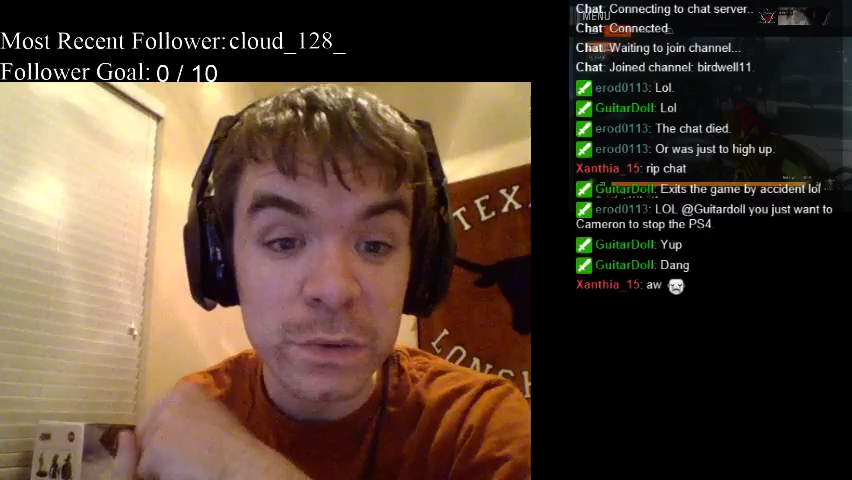 Most Recent Follower:cloud_128_
Follower Goal: 0 / 10
MENU
Chat: Connecting to chat server..
Chat: Connected.
Chat: Waiting to join channel...
Chat: Joined channel: birdwell11.
erod0113: Lol.
GuitarDoll: Lol
erod0113: The chat died.
erod0113: Or was just to high up.
Xanthia_15: rip chat
GuitarDoll: Exits the game by accident lol
erod0113: LOL @Guitardoll you just want to
Cameron to stop the PS4.
GuitarDoll: Yup
GuitarDoll: Dang
Xanthia_15: aw
TEX
LONGH